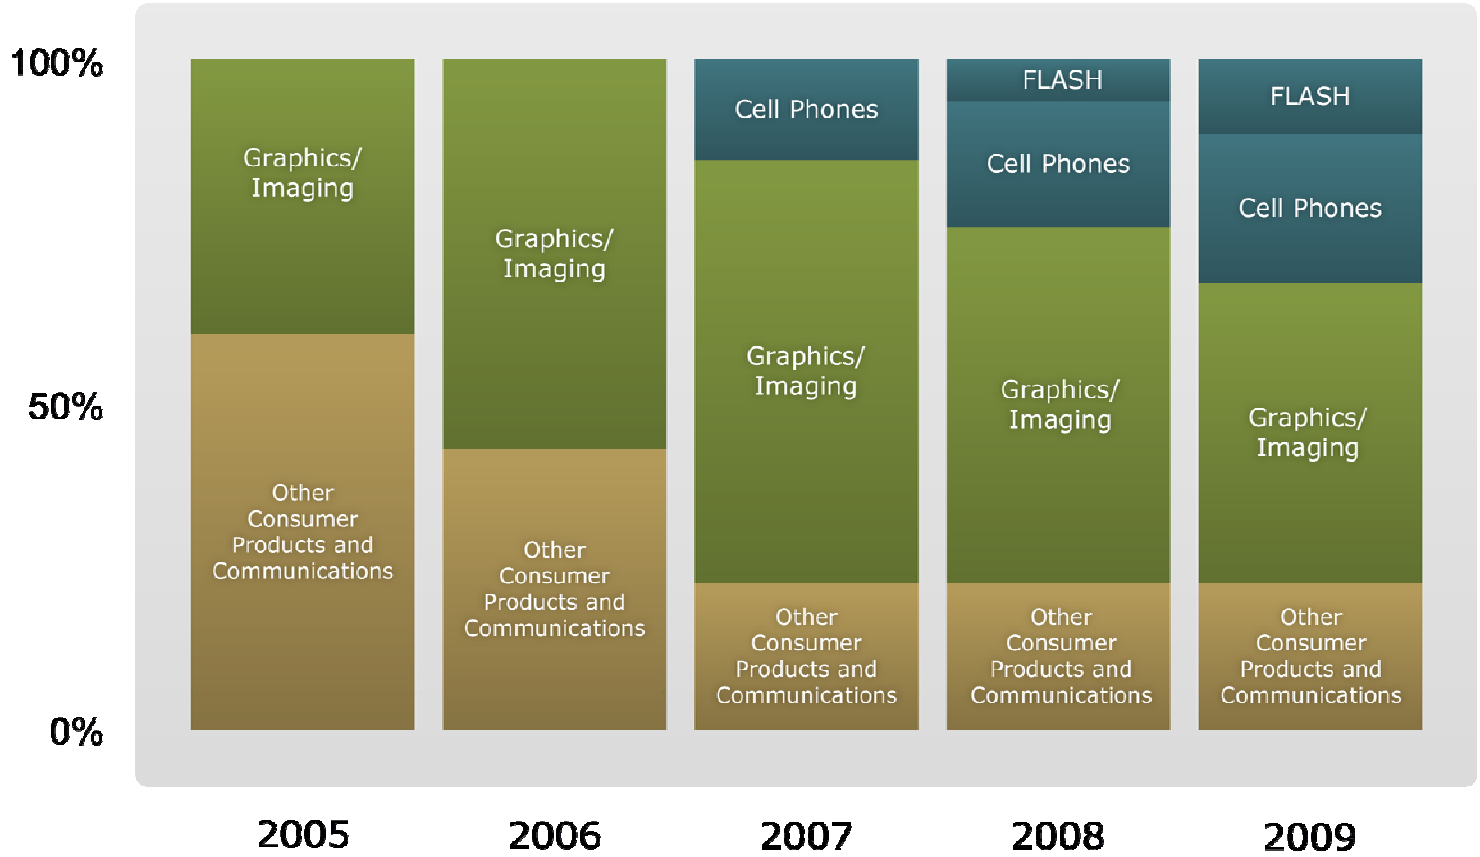 100%
50%
0%
Graphics/
Imaging
Other
Consumer
Products and
Communications
Graphics/
Imaging
Other
Consumer
Products and
Communications
Cell Phones
Graphics/
Imaging
Other
Consumer
Products and
Communications
FLASH
Cell Phones
Graphics/
Imaging
Other
Consumer
Products and
Communications
FLASH
Cell Phones
Graphics/
Imaging
Other
Consumer
Products and
Communications
2005
2006
2007
2008
2009